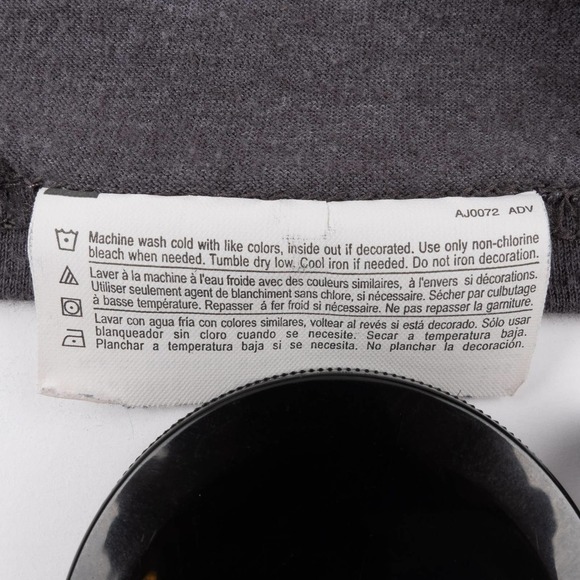 AJ0072 ADV
Machine wash cold with like colors, inside out if decorated. Use only non-chlorine
bleach when needed. Tumble dry low. Cool iron if needed. Do not iron decoration.
Laver à la machine à l'eau froide avec des couleurs similaires, à l'envers si décorations.
Utiliser seulement agent de blanchiment sans chlore, si nécessaire. Sécher par culbutage
à basse température. Repasser á fer froid si nécessaire. Ne pas repasser la garniture.
Lavar con agua fria con colores similares, voltear al revés si está decorado. Sólo usar
blanqueador sin cloro cuando se necesite. Secar a temperatura baja.
Planchar a temperatura baja si se necesita. No planchar la decoración.